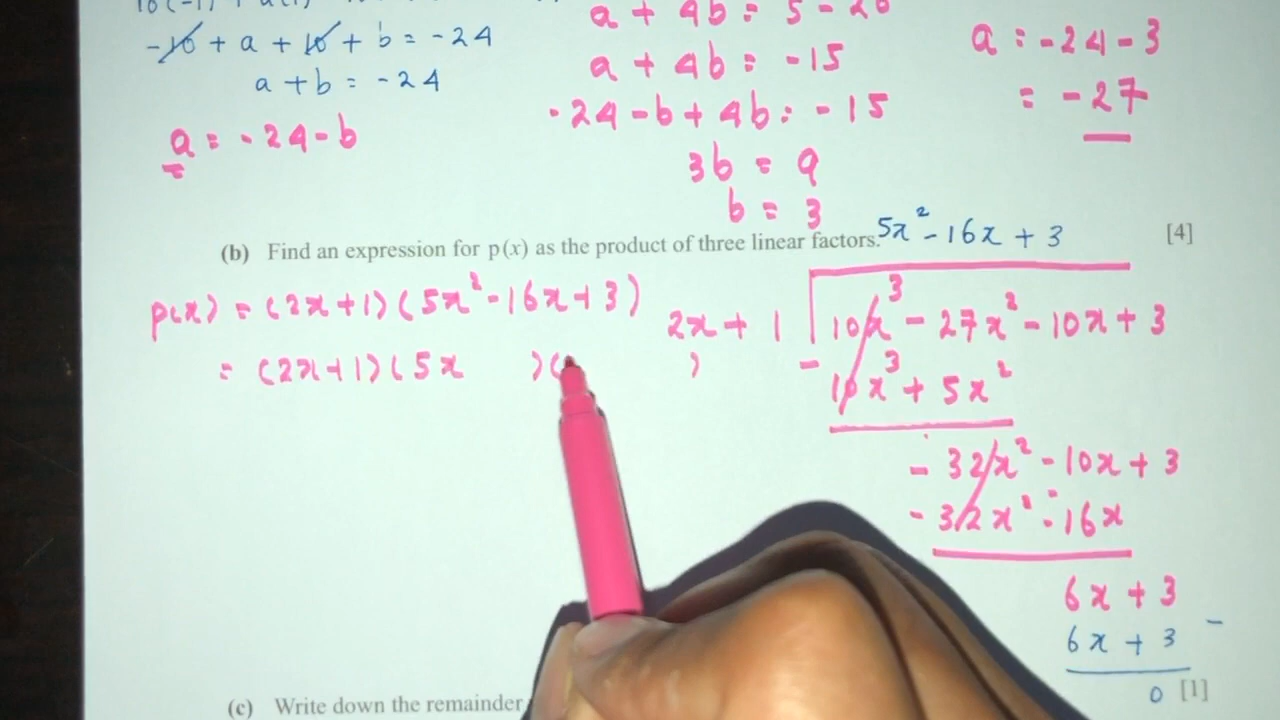 -10 + a + 10 + b = -24
a + b = -24
a = -24 - b
a + 4b = 5 - 20
a + 4b = -15
-24 - b + 4b = -15
3b = 9
b = 3
a = -24 - 3
= -27
(b) Find an expression for p(x) as the product of three linear factors. [4]
p(x) = (2x+1)(5x² - 16x + 3)
= (2x+1)(5x )( )
5x² - 16x + 3
2x + 1 10x³ - 27x² - 10x + 3
- 10x³ + 5x²
- 32x² - 10x + 3
- 32x² - 16x
6x + 3
6x + 3 -
0 [1]
(c) Write down the remainder